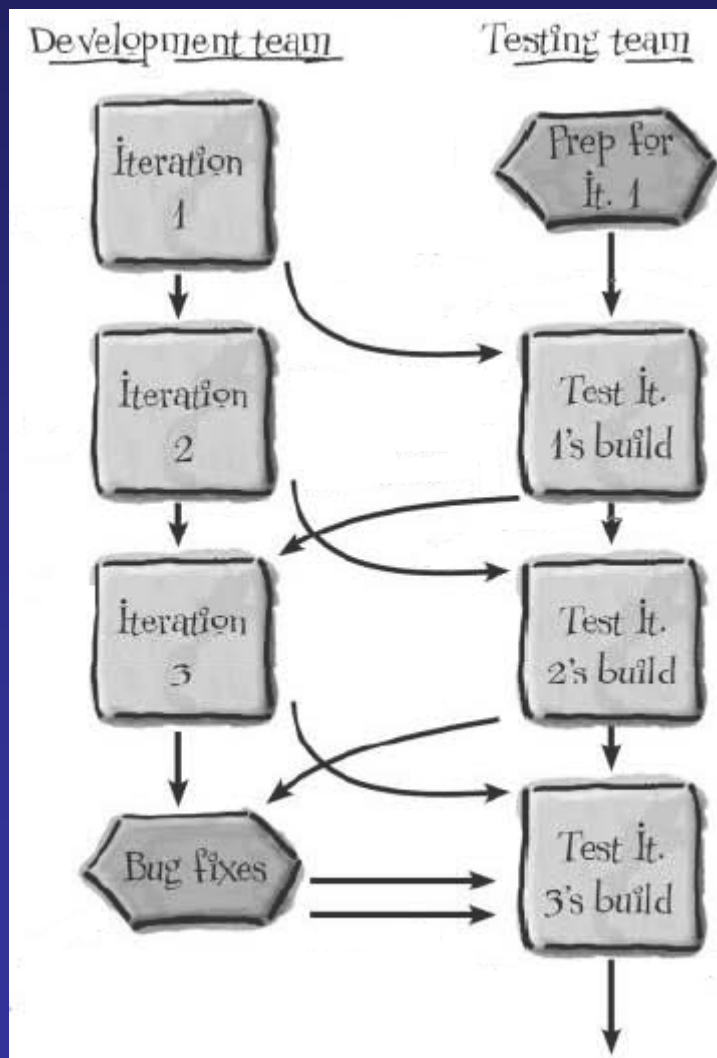 Development team
Testing team
Iteration
1
Prep for
It. 1
Iteration
2
Test It.
1's build
Iteration
3
Test It.
2's build
Bug fixes
Test It.
3's build